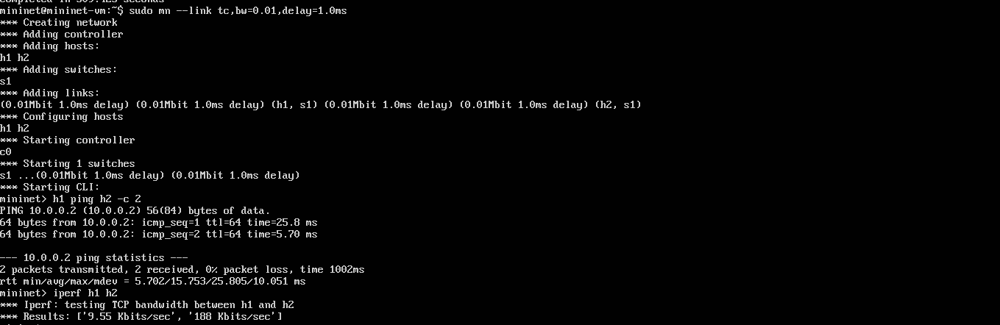 completed in 309.123 seconds
mininet@mininet-vm:~$ sudo mn --link tc,bw=0.01,delay=1.0ms
*** Creating network
*** Adding controller
*** Adding hosts:
h1 h2
*** Adding switches:
s1
*** Adding links:
(0.01Mbit 1.0ms delay) (0.01Mbit 1.0ms delay) (h1, s1) (0.01Mbit 1.0ms delay) (0.01Mbit 1.0ms delay) (h2, s1)
*** Configuring hosts
h1 h2
*** Starting controller
c0
*** Starting 1 switches
s1 ...(0.01Mbit 1.0ms delay) (0.01Mbit 1.0ms delay)
*** Starting CLI:
mininet> h1 ping h2 -c 2
PING 10.0.0.2 (10.0.0.2) 56(84) bytes of data.
64 bytes from 10.0.0.2: icmp_seq=1 ttl=64 time=25.8 ms
64 bytes from 10.0.0.2: icmp_seq=2 ttl=64 time=5.70 ms

--- 10.0.0.2 ping statistics ---
2 packets transmitted, 2 received, 0% packet loss, time 1002ms
rtt min/avg/max/mdev = 5.702/15.753/25.805/10.051 ms
mininet> iperf h1 h2
*** Iperf: testing TCP bandwidth between h1 and h2
*** Results: ['9.55 Kbits/sec', '188 Kbits/sec']